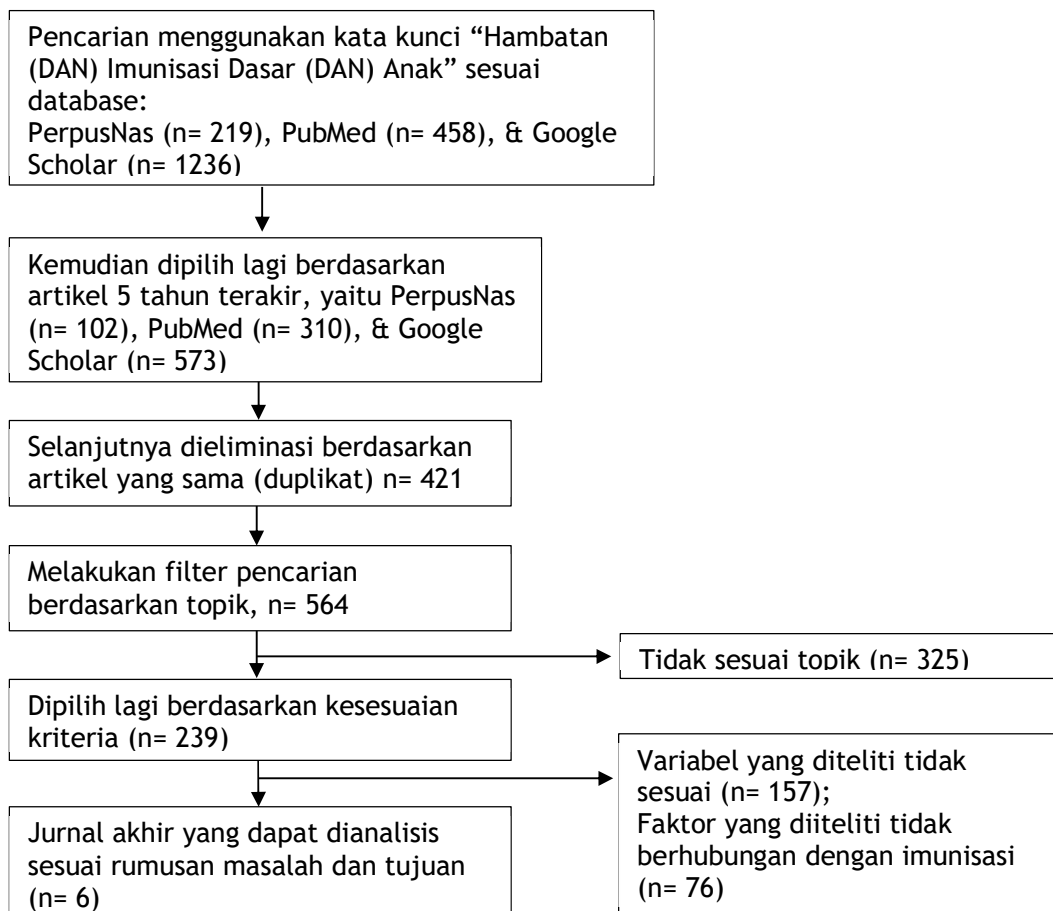 Pencarian menggunakan kata kunci “Hambatan
(DAN) Imunisasi Dasar (DAN) Anak” sesuai
database:
PerpusNas (n= 219), PubMed (n= 458), & Google
Scholar (n= 1236)
Kemudian dipilih lagi berdasarkan
artikel 5 tahun terakir, yaitu PerpusNas
(n= 102), PubMed (n= 310), & Google
Scholar (n= 573)
Selanjutnya dieliminasi berdasarkan
artikel yang sama (duplikat) n= 421
Melakukan filter pencarian
berdasarkan topik, n= 564
Tidak sesuai topik (n= 325)
Dipilih lagi berdasarkan kesesuaian
kriteria (n= 239)
Variabel yang diteliti tidak
sesuai (n= 157);
Faktor yang diiteliti tidak
berhubungan dengan imunisasi
(n= 76)
Jurnal akhir yang dapat dianalisis
sesuai rumusan masalah dan tujuan
(n= 6)